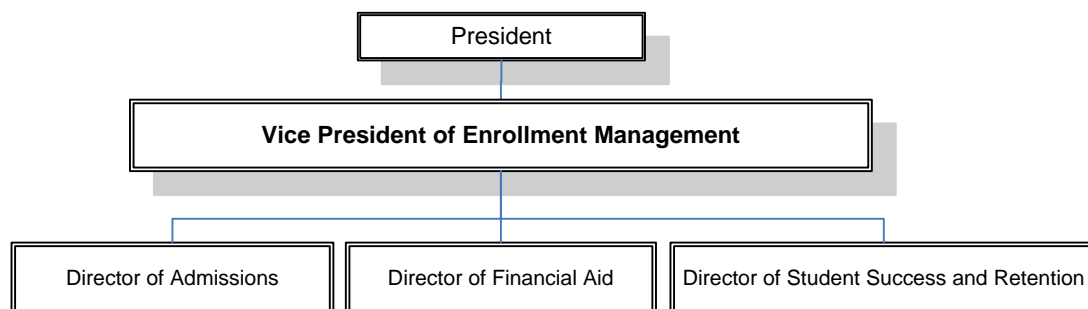 President
Vice President of Enrollment Management
Director of Admissions
Director of Financial Aid
Director of Student Success and Retention